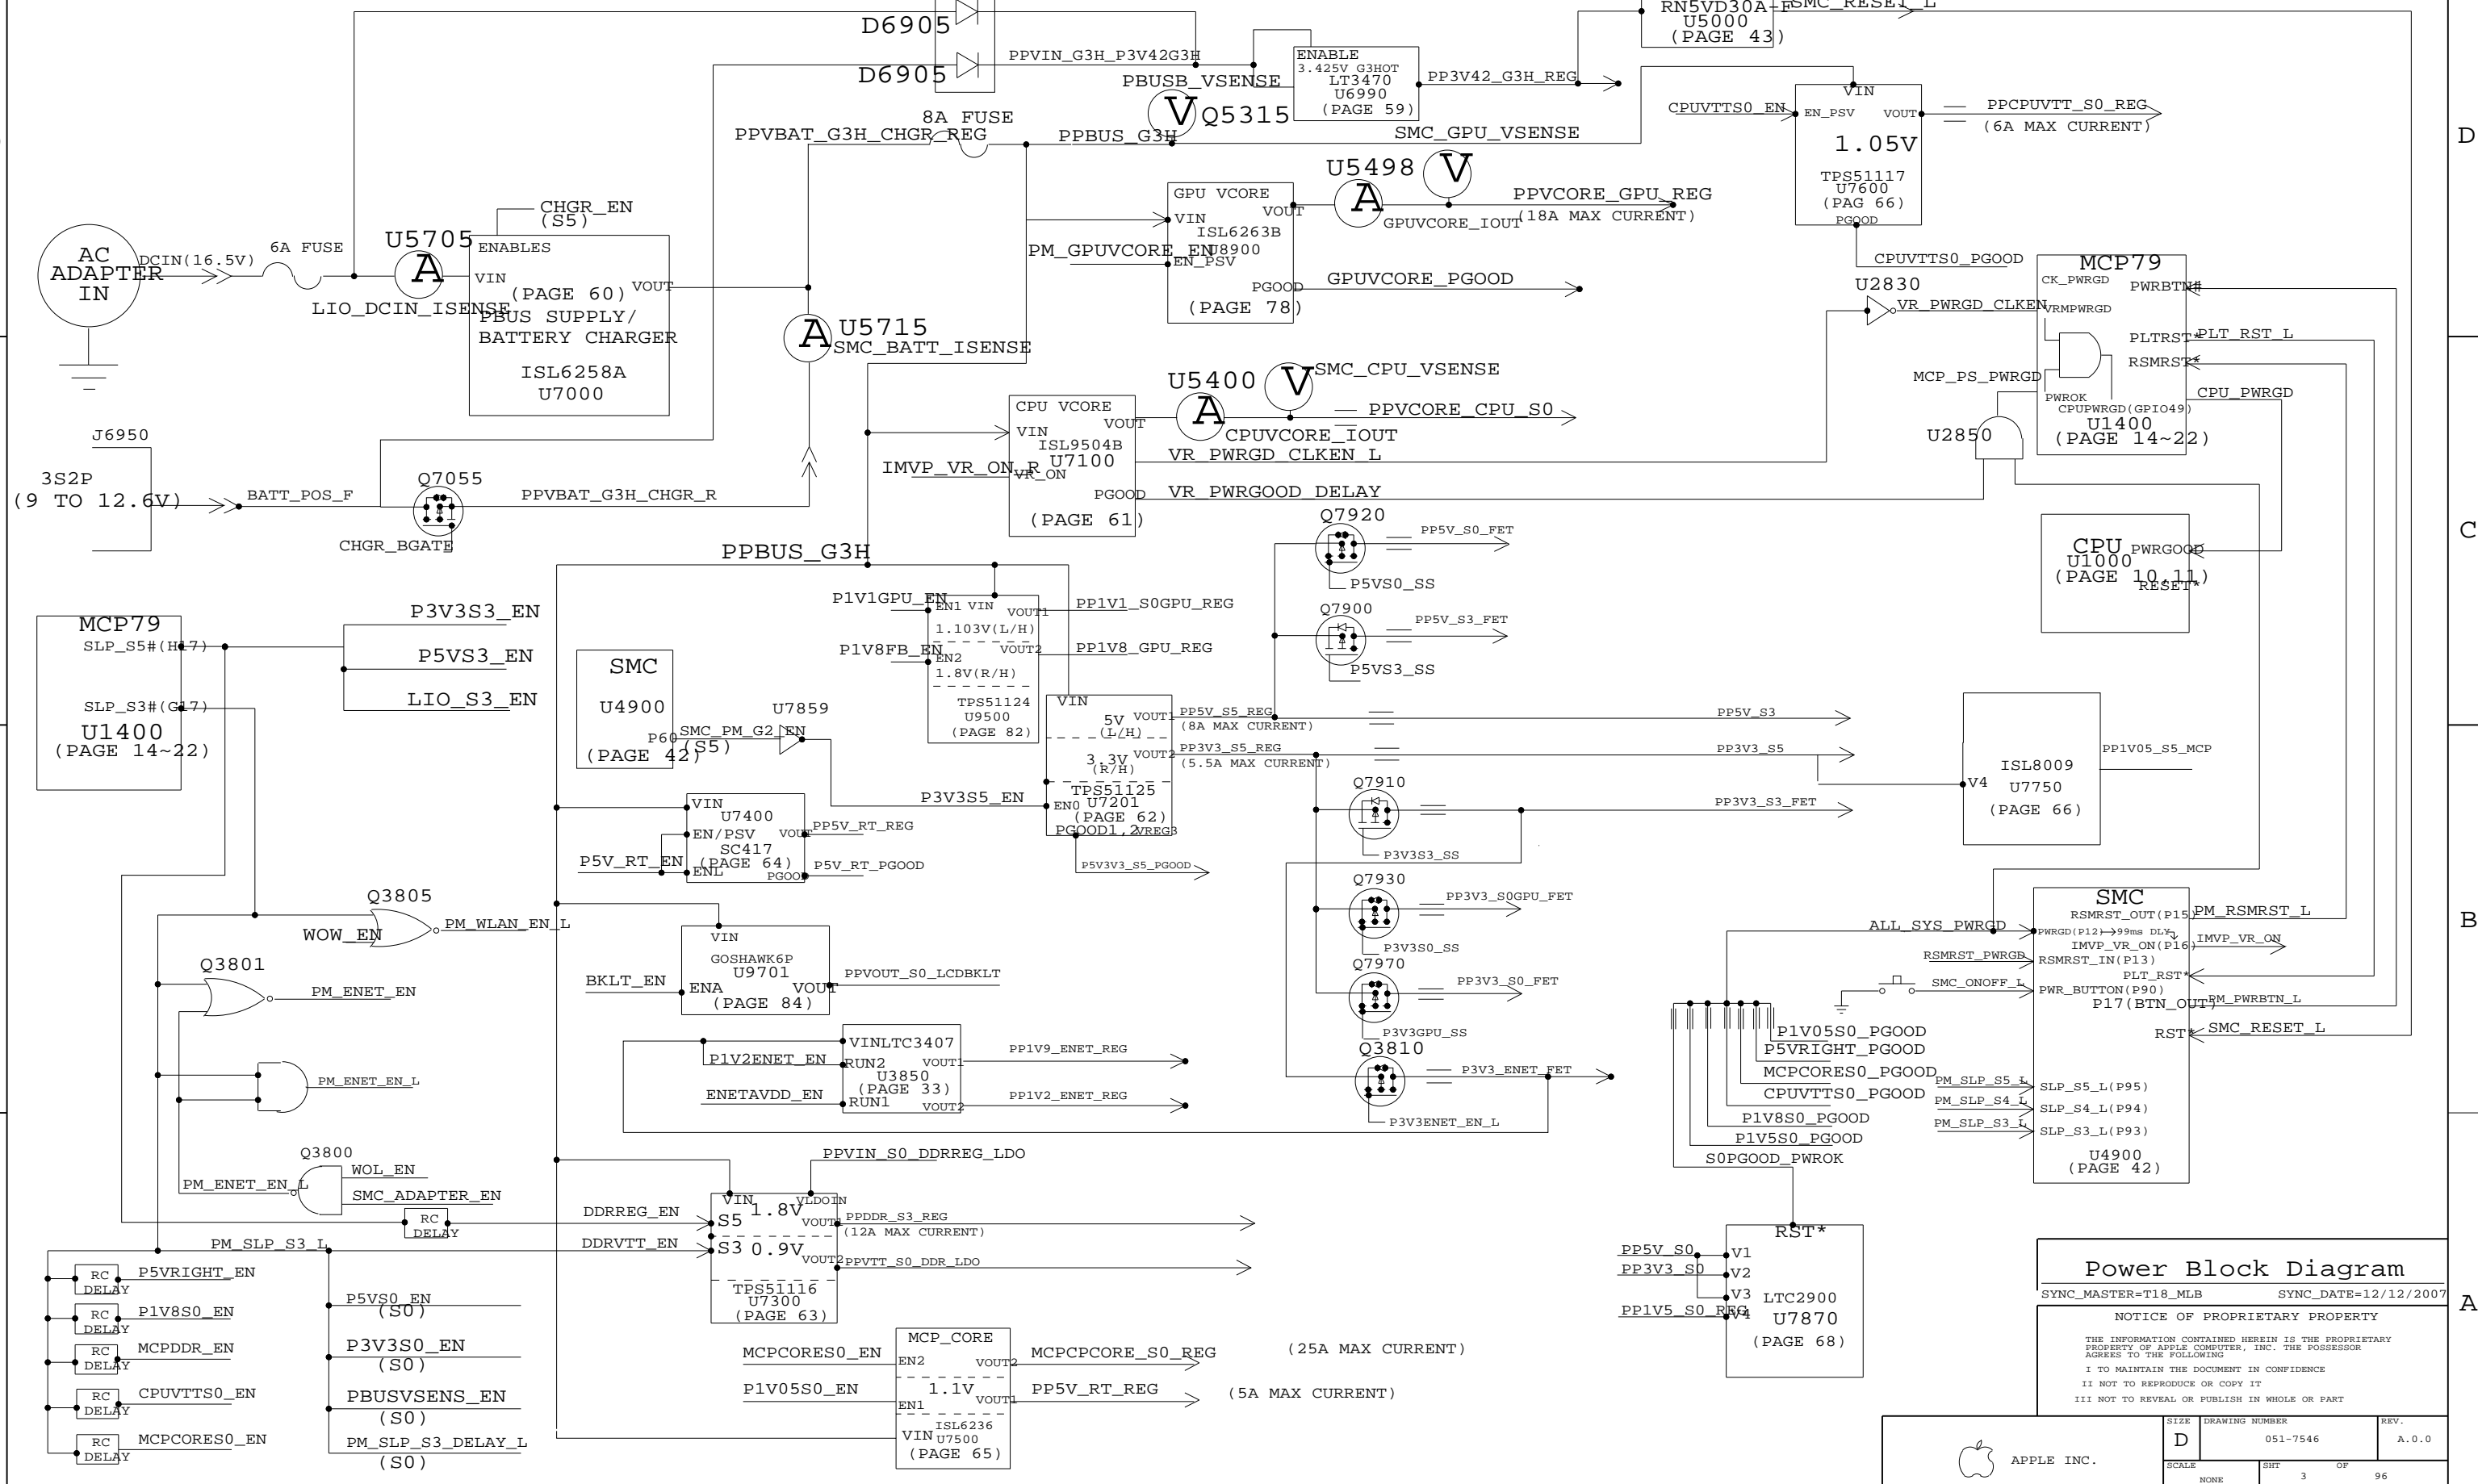 D6905
D6905
PPVIN_G3H_P3V42G3H
PBUSB_VSENSE
V
Q5315
ENABLE
3.425V G3HOT
LT3470
U6990
(PAGE 59)
PP3V42_G3H_REG
RN5VD30A-F
U5000
(PAGE 43)
SMC_RESET_L
D
8A FUSE
PPVBAT_G3H_CHGR_REG
PPBUS_G3H
SMC_GPU_VSENSE
CPUVTTS0_EN
VIN
EN_PSV
VOUT
1.05V
TPS51117
U7600
(PAG 66)
PGOOD
PPCPUVTT_S0_REG
(6A MAX CURRENT)
CPUVTTS0_PGOOD
AC
ADAPTER
IN
DCIN(16.5V)
6A FUSE
U5705
A
LIO_DCIN_ISENSE
CHGR_EN
(S5)
ENABLES
VIN
(PAGE 60)
VOUT
PBUS SUPPLY/
BATTERY CHARGER
ISL6258A
U7000
A
U5715
SMC_BATT_ISENSE
GPU VCORE
VIN
VOUT
ISL6263B
U8900
PM_GPUVCORE_EN
EN_PSV
PGOOD
(PAGE 78)
U5498
A
V
GPUVCORE_IOUT
PPVCORE_GPU_REG
(18A MAX CURRENT)
GPUVCORE_PGOOD
U2830
VR_PWRGD_CLKEN
MCP79
CK_PWRGD
PWRBTN#
VRMPWRGD
PLTRST*
PLT_RST_L
RSMRST*
MCP_PS_PWRGD
PWROK
CPU_PWRGD
CPUPWRGD(GPIO49)
U1400
(PAGE 14~22)
U2850
J6950
3S2P
(9 TO 12.6V)
BATT_POS_F
Q7055
CHGR_BGATE
PPVBAT_G3H_CHGR_R
CPU VCORE
VOUT
VIN
ISL9504B
U7100
IMVP_VR_ON_R
VR_ON
PGOOD
(PAGE 61)
U5400
A
V
SMC_CPU_VSENSE
PPVCORE_CPU_S0
CPUVCORE_IOUT
VR_PWRGD_CLKEN_L
VR_PWRGOOD_DELAY
CPU
PWRGOOD
U1000
(PAGE 10,11)
RESET*
C
PPBUS_G3H
Q7920
PP5V_S0_FET
P5VS0_SS
Q7900
PP5V_S3_FET
P5VS3_SS
MCP79
SLP_S5#(H17)
SLP_S3#(G17)
U1400
(PAGE 14~22)
P3V3S3_EN
P5VS3_EN
LIO_S3_EN
SMC
U4900
P60
(PAGE 42)
SMC_PM_G2_EN
(S5)
U7859
P1V1GPU_EN
EN1 VIN
VOUT1
PP1V1_S0GPU_REG
1.103V(L/H)
P1V8FB_EN
EN2
VOUT2
PP1V8_GPU_REG
1.8V(R/H)
TPS51124
U9500
(PAGE 82)
VIN
5V
(L/H)
VOUT1
PP5V_S5_REG
(8A MAX CURRENT)
VOUT2
PP3V3_S5_REG
(5.5A MAX CURRENT)
3.3V
(R/H)
TPS51125
U7201
(PAGE 62)
P3V3S5_EN
EN0
PGOOD1,2
VREG3
P5V3V3_S5_PGOOD
PP5V_S3
PP3V3_S5
ISL8009
U7750
(PAGE 66)
V4
PP1V05_S5_MCP
VIN
U7400
EN/PSV
VOUT
PP5V_RT_REG
SC417
(PAGE 64)
P5V_RT_EN
ENL
PGOOD
P5V_RT_PGOOD
Q7910
PP3V3_S3_FET
P3V3S3_SS
Q7930
PP3V3_S0GPU_FET
P3V3S0_SS
Q7970
PP3V3_S0_FET
P3V3GPU_SS
Q3810
P3V3_ENET_FET
P3V3ENET_EN_L
B
Q3805
WOW_EN
PM_WLAN_EN_L
Q3801
PM_ENET_EN
PM_ENET_EN_L
VIN
GOSHAWK6P
U9701
BKLT_EN
ENA
VOUT
(PAGE 84)
PPVOUT_S0_LCDBKLT
VIN
LTC3407
P1V2ENET_EN
RUN2
VOUT1
PP1V9_ENET_REG
U3850
(PAGE 33)
ENETAVDD_EN
RUN1
VOUT2
PP1V2_ENET_REG
SMC
RSMRST_OUT(P15)
PM_RSMRST_L
ALL_SYS_PWRGD
PWRGD(P12)
99ms DLY
IMVP_VR_ON(P16)
IMVP_VR_ON
RSMRST_PWRGD
RSMRST_IN(P13)
PLT_RST*
SMC_ONOFF_L
PWR_BUTTON(P90)
P17(BTN_OUT)
PM_PWRBTN_L
RST*
SMC_RESET_L
PM_SLP_S5_L
SLP_S5_L(P95)
PM_SLP_S4_L
SLP_S4_L(P94)
PM_SLP_S3_L
SLP_S3_L(P93)
U4900
(PAGE 42)
P1V05S0_PGOOD
P5VRIGHT_PGOOD
MCPCORES0_PGOOD
CPUVTTS0_PGOOD
P1V8S0_PGOOD
P1V5S0_PGOOD
S0PGOOD_PWROK
Q3800
WOL_EN
PM_ENET_EN_L
SMC_ADAPTER_EN
RC
DELAY
DDRREG_EN
PPVIN_S0_DDRREG_LDO
VIN
1.8V
VLDOIN
S5
VOUT1
PPDDR_S3_REG
(12A MAX CURRENT)
PM_SLP_S3_L
DDRVTT_EN
S3
0.9V
VOUT2
PPVTT_S0_DDR_LDO
TPS51116
U7300
(PAGE 63)
RC
DELAY
P5VRIGHT_EN
RC
DELAY
P1V8S0_EN
RC
DELAY
MCPDDR_EN
RC
DELAY
CPUVTTS0_EN
RC
DELAY
MCPCORES0_EN
P5VS0_EN
(S0)
P3V3S0_EN
(S0)
PBUSVSENS_EN
(S0)
PM_SLP_S3_DELAY_L
(S0)
MCP_CORE
MCPCORES0_EN
EN2
VOUT2
MCPCPCORE_S0_REG
(25A MAX CURRENT)
P1V05S0_EN
1.1V
VOUT1
PP5V_RT_REG
(5A MAX CURRENT)
EN1
ISL6236
VIN
U7500
(PAGE 65)
RST*
PP5V_S0
V1
PP3V3_S0
V2
V3
LTC2900
PP1V5_S0_REG
V4
U7870
(PAGE 68)
Power Block Diagram
SYNC_MASTER=T18_MLB
SYNC_DATE=12/12/2007
A
NOTICE OF PROPRIETARY PROPERTY
THE INFORMATION CONTAINED HEREIN IS THE PROPRIETARY
PROPERTY OF APPLE COMPUTER, INC. THE POSSESSOR
AGREES TO THE FOLLOWING
I TO MAINTAIN THE DOCUMENT IN CONFIDENCE
II NOT TO REPRODUCE OR COPY IT
III NOT TO REVEAL OR PUBLISH IN WHOLE OR PART
APPLE INC.
SIZE
D
DRAWING NUMBER
051-7546
REV.
A.0.0
SCALE
NONE
SHT
3
OF
96